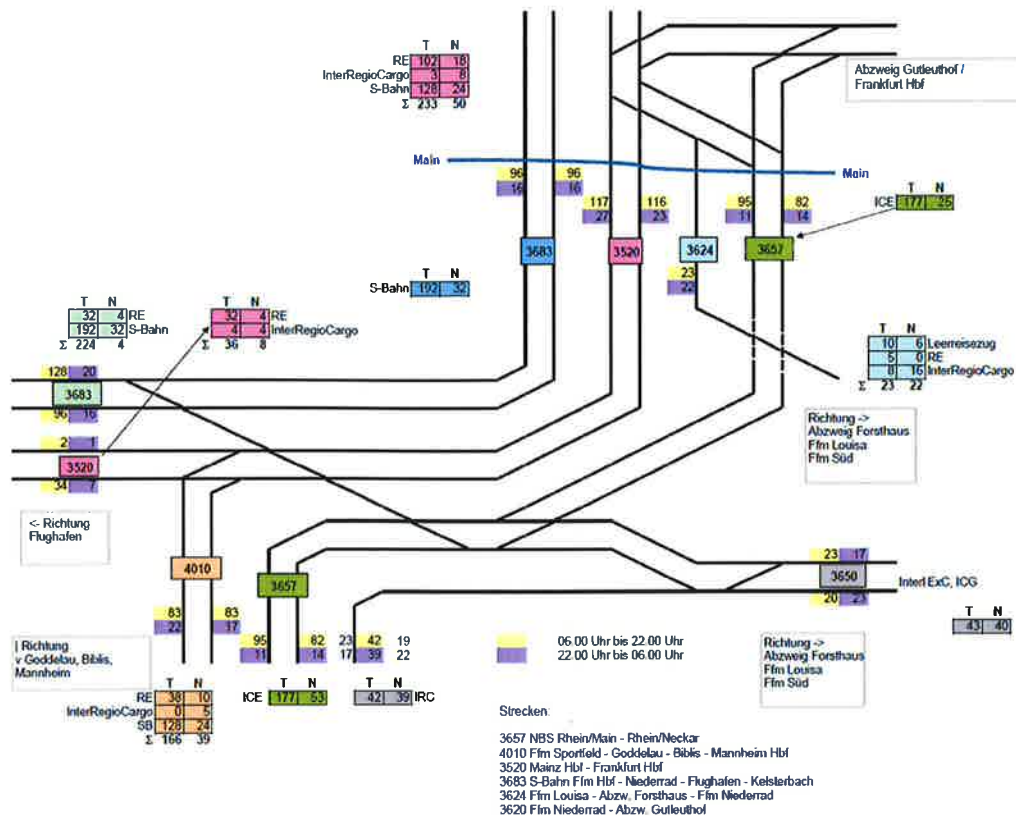 T N
RE 102 18
InterRegioCargo 3 8
S-Bahn 128 24
Σ 233 50
Abzweig Gutleuthof /
Frankfurt Hbf
Main
Main
96 96
16 16
117 116
27 23
95 82
11 14
T N
ICE 177 25
3683
3520
3624
3657
23
22
S-Bahn 192 32
T N
32 4 RE
192 32 S-Bahn
Σ 224 4
T N
32 4 RE
4 4 InterRegioCargo
Σ 36 8
T N
10 6 Leerreisezug
5 0 RE
8 16 InterRegioCargo
Σ 23 22
128 20
3683
96 16
2 1
3520
34 7
Richtung ->
Abzweig Forsthaus
Ffm Louisa
Ffm Süd
<- Richtung
Flughafen
4010
3657
23 17
3650
20 23
Interl ExC, ICG
T N
43 40
83 83
22 17
95 82
11 14
23 42 19
17 39 22
06.00 Uhr bis 22.00 Uhr
22.00 Uhr bis 06.00 Uhr
| Richtung
v Goddelau, Biblis,
Mannheim
Richtung ->
Abzweig Forsthaus
Ffm Louisa
Ffm Süd
T N
RE 38 10
InterRegioCargo 0 5
SB 128 24
Σ 166 39
T N
ICE 177 53
T N
42 39 IRC
Strecken:
3657 NBS Rhein/Main - Rhein/Neckar
4010 Ffm Sportfeld - Goddelau - Biblis - Mannheim Hbf
3520 Mainz Hbf - Frankfurt Hbf
3683 S-Bahn Ffm Hbf - Niederrad - Flughafen - Kelsterbach
3624 Ffm Louisa - Abzw. Forsthaus - Ffm Niederrad
3620 Ffm Niederrad - Abzw. Gutleuthof